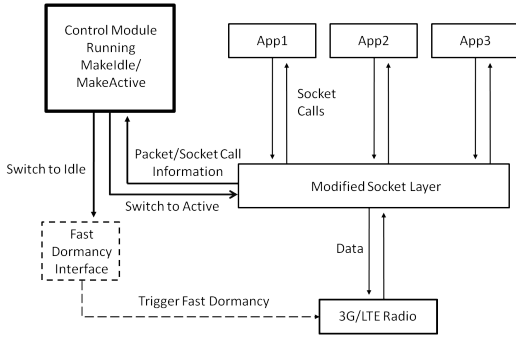 Control Module
Running
MakeIdle/
MakeActive
App1
App2
App3
Socket
Calls
Packet/Socket Call
Information
Switch to Idle
Modified Socket Layer
Switch to Active
Fast
Dormancy
Interface
Data
Trigger Fast Dormancy
3G/LTE Radio